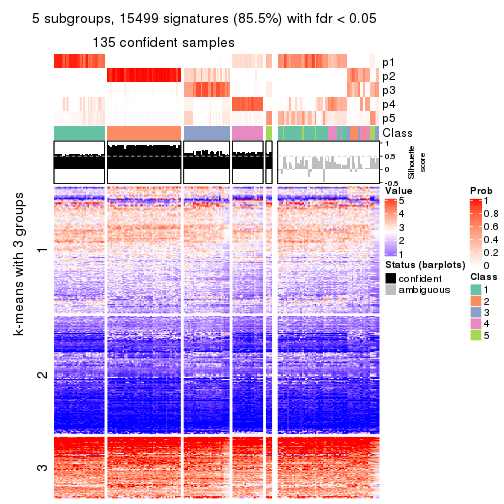 5 subgroups, 15499 signatures (85.5%) with fdr < 0.05
135 confident samples
p1
p2
p3
p4
p5
Class
1
0.5
0
-0.5
Silhouette
score
k-means with 3 groups
1
2
3
Value
5
4
3
2
1
Status (barplots)
confident
ambiguous
Prob
1
0.8
0.6
0.4
0.2
0
Class
1
2
3
4
5